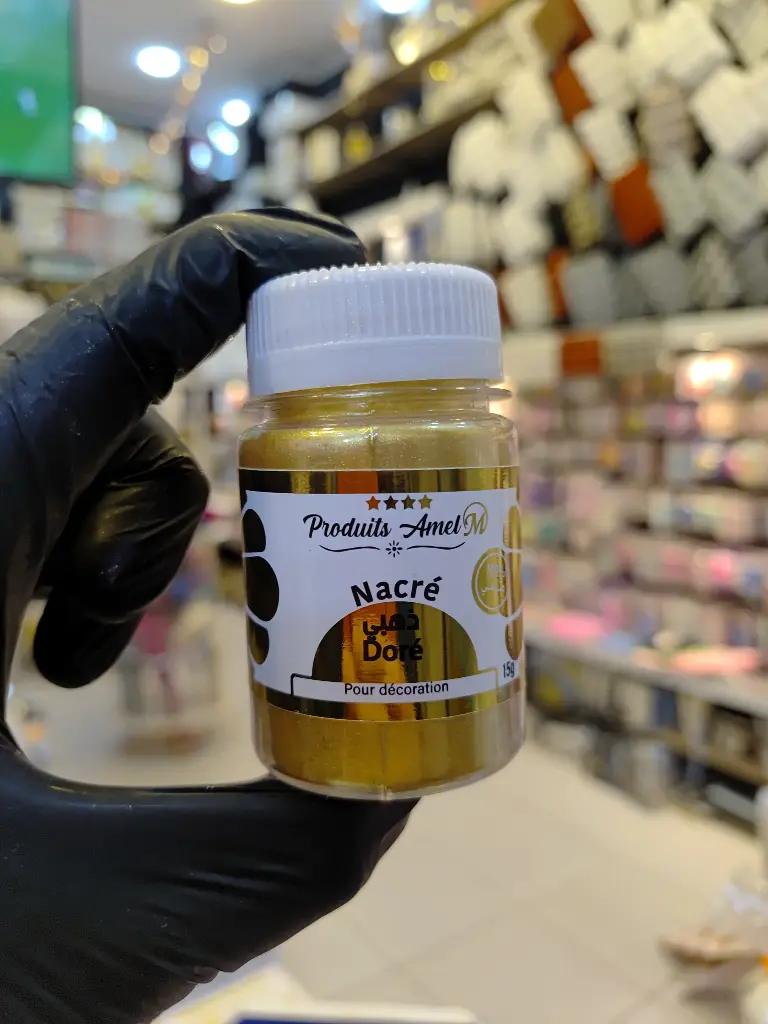 Produits Amel M
Nacré
ذهبي
Doré
15g
Pour décoration